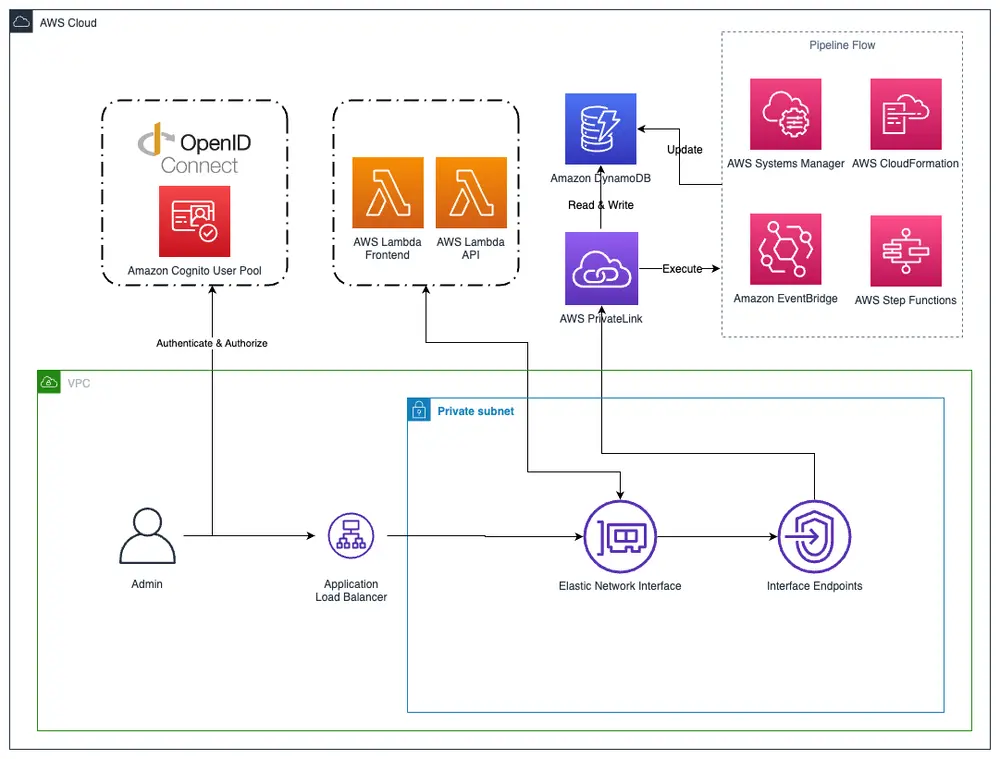 AWS Cloud
Pipeline Flow
OpenID
Connect
Amazon Cognito User Pool
AWS Lambda
Frontend
AWS Lambda
API
Amazon DynamoDB
Update
Read & Write
AWS Systems Manager
AWS CloudFormation
AWS PrivateLink
Execute
Amazon EventBridge
AWS Step Functions
Authenticate & Authorize
VPC
Private subnet
Admin
Application
Load Balancer
Elastic Network Interface
Interface Endpoints